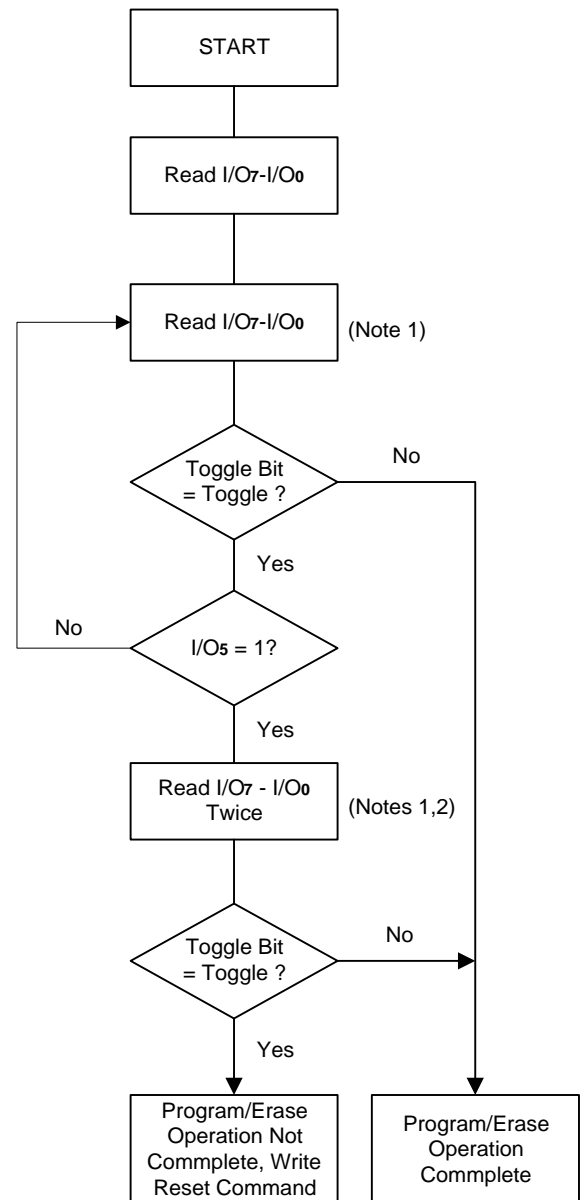 START
Read I/O7-I/O0
Read I/O7-I/O0
(Note 1)
Toggle Bit
= Toggle ?
No
Yes
I/O5 = 1?
No
Yes
Read I/O7 - I/O0
Twice
(Notes 1,2)
Toggle Bit
= Toggle ?
No
Yes
Program/Erase
Operation Not
Commplete, Write
Reset Command
Program/Erase
Operation
Commplete